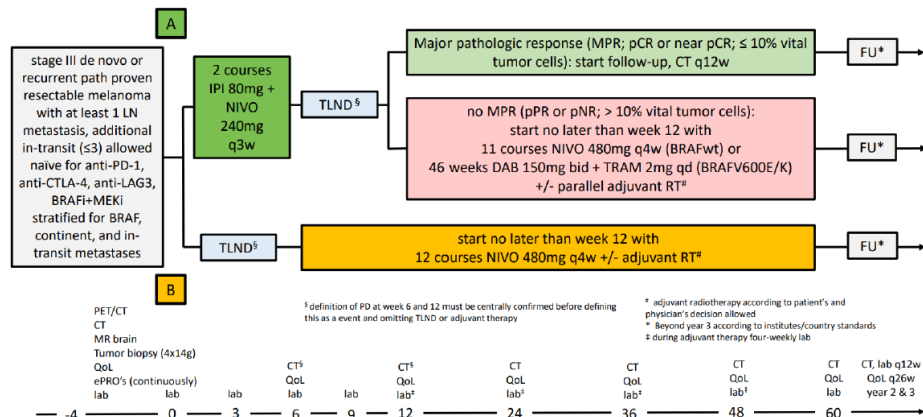 A
stage III de novo or
recurrent path proven
resectable melanoma
with at least 1 LN
metastasis, additional
in-transit (≤3) allowed
naïve for anti-PD-1,
anti-CTLA-4, anti-LAG3,
BRAFi+MEKi
stratified for BRAF,
continent, and in-
transit metastases
2 courses
IPI 80mg +
NIVO
240mg
q3w
TLND §
Major pathologic response (MPR; pCR or near pCR; ≤ 10% vital
tumor cells): start follow-up, CT q12w
FU*
no MPR (pPR or pNR; > 10% vital tumor cells):
start no later than week 12 with
11 courses NIVO 480mg q4w (BRAFwt) or
46 weeks DAB 150mg bid + TRAM 2mg qd (BRAFV600E/K)
+/- parallel adjuvant RT#
FU*
TLND§
start no later than week 12 with
12 courses NIVO 480mg q4w +/- adjuvant RT#
FU*
B
§ definition of PD at week 6 and 12 must be centrally confirmed before defining
this as a event and omitting TLND or adjuvant therapy
# adjuvant radiotherapy according to patient's and
physician's decision allowed
* Beyond year 3 according to institutes/country standards
‡ during adjuvant therapy four-weekly lab
PET/CT
CT
MR brain
Tumor biopsy (4x14g)
QoL
ePRO's (continuously)
lab lab lab
CT§
QoL
lab
lab
CT§
QoL
lab‡
CT
QoL
lab‡
CT
QoL
lab‡
CT
QoL
lab‡
CT
QoL
lab
CT, lab q12w
QoL q26w
year 2 & 3
-4 0 3 6 9 12 24 36 48 60